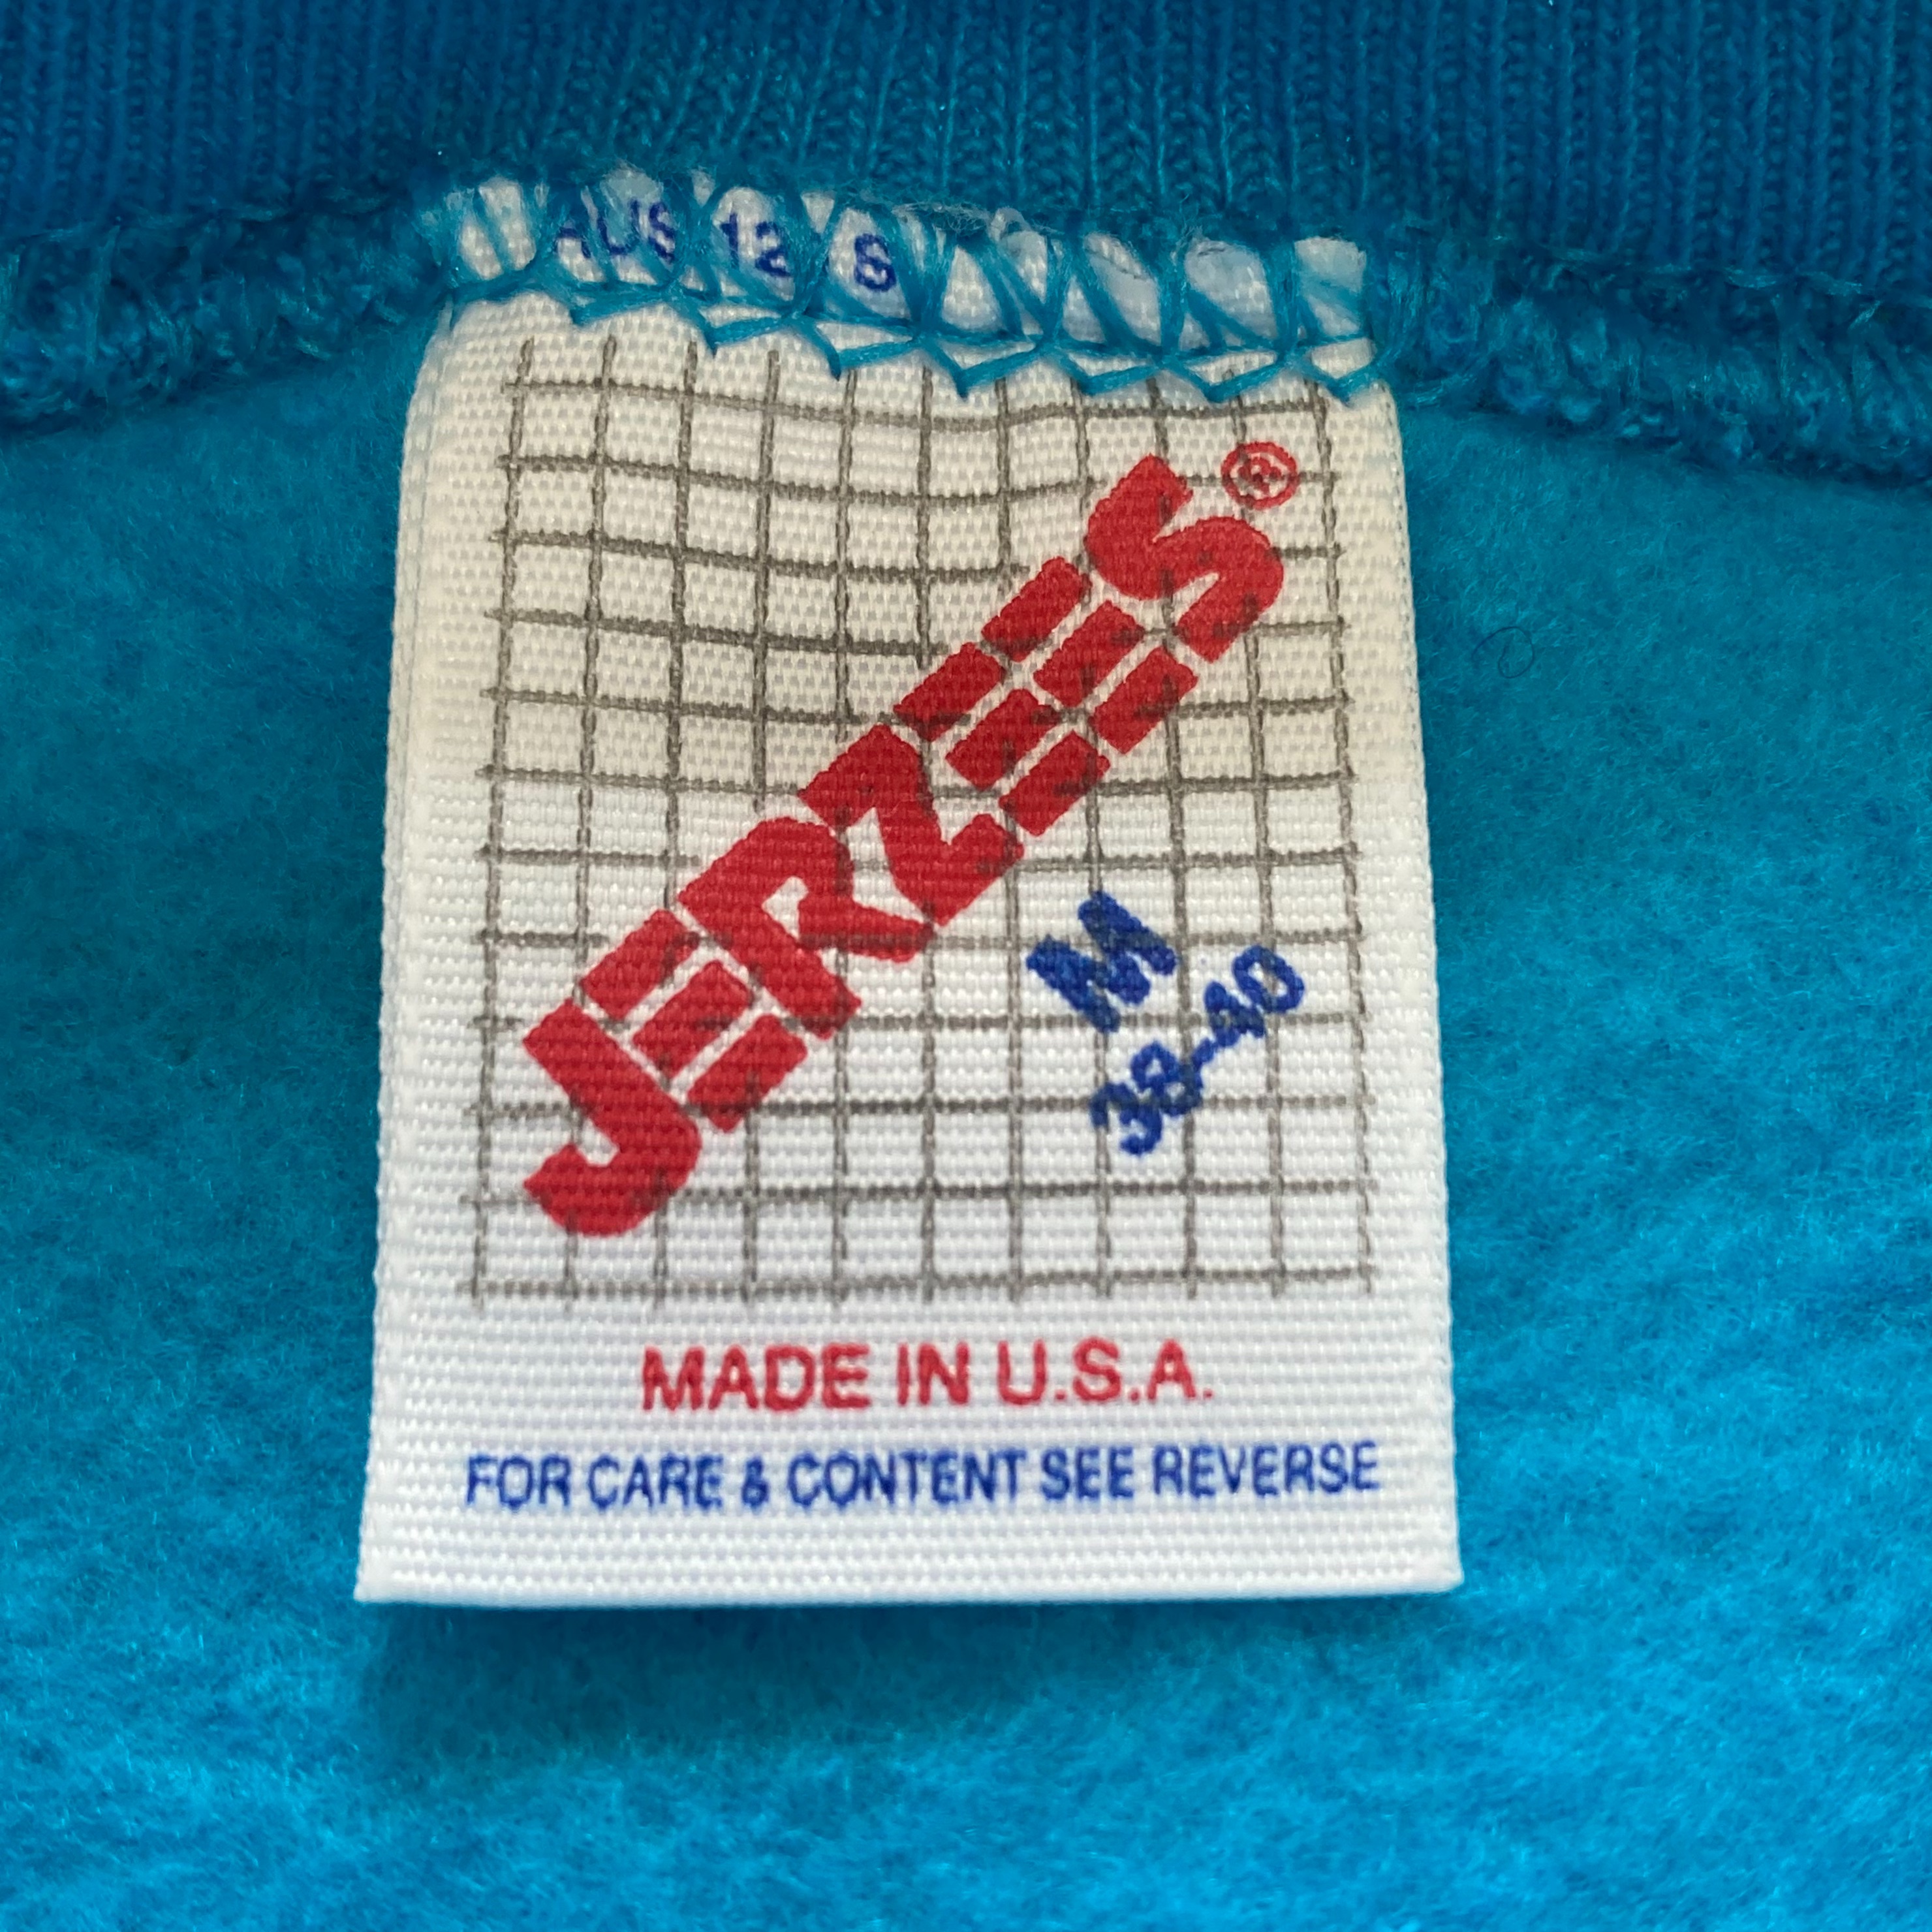 AUS 12 S
JERZEES®
M
38-40
MADE IN U.S.A.
FOR CARE & CONTENT SEE REVERSE